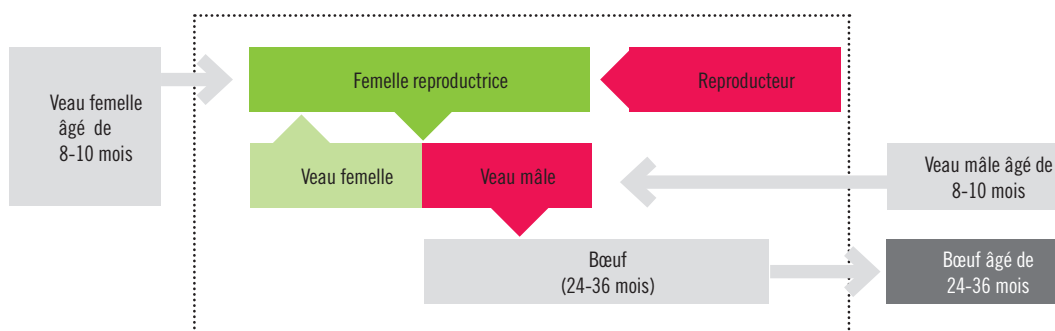 Veau femelle
âgé de
8-10 mois
Femelle reproductrice
Reproducteur
Veau femelle
Veau mâle
Veau mâle âgé de
8-10 mois
Bœuf
(24-36 mois)
Bœuf âgé de
24-36 mois